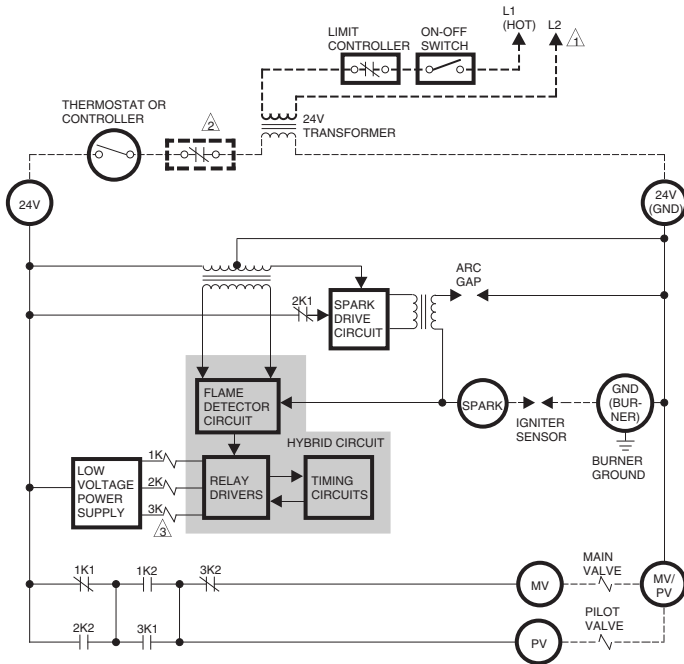 L1
(HOT)
L2
1
LIMIT
CONTROLLER
ON-OFF
SWITCH
THERMOSTAT OR
CONTROLLER
2
24V
TRANSFORMER
24V
24V
(GND)
ARC
GAP
2K1
SPARK
DRIVE
CIRCUIT
FLAME
DETECTOR
CIRCUIT
SPARK
GND
(BUR-
NER)
IGNITER
SENSOR
HYBRID CIRCUIT
BURNER
GROUND
1K
LOW
VOLTAGE
POWER
SUPPLY
2K
RELAY
DRIVERS
TIMING
CIRCUITS
3K
3
1K1
1K2
3K2
MAIN
VALVE
MV
MV/
PV
2K2
3K1
PILOT
VALVE
PV